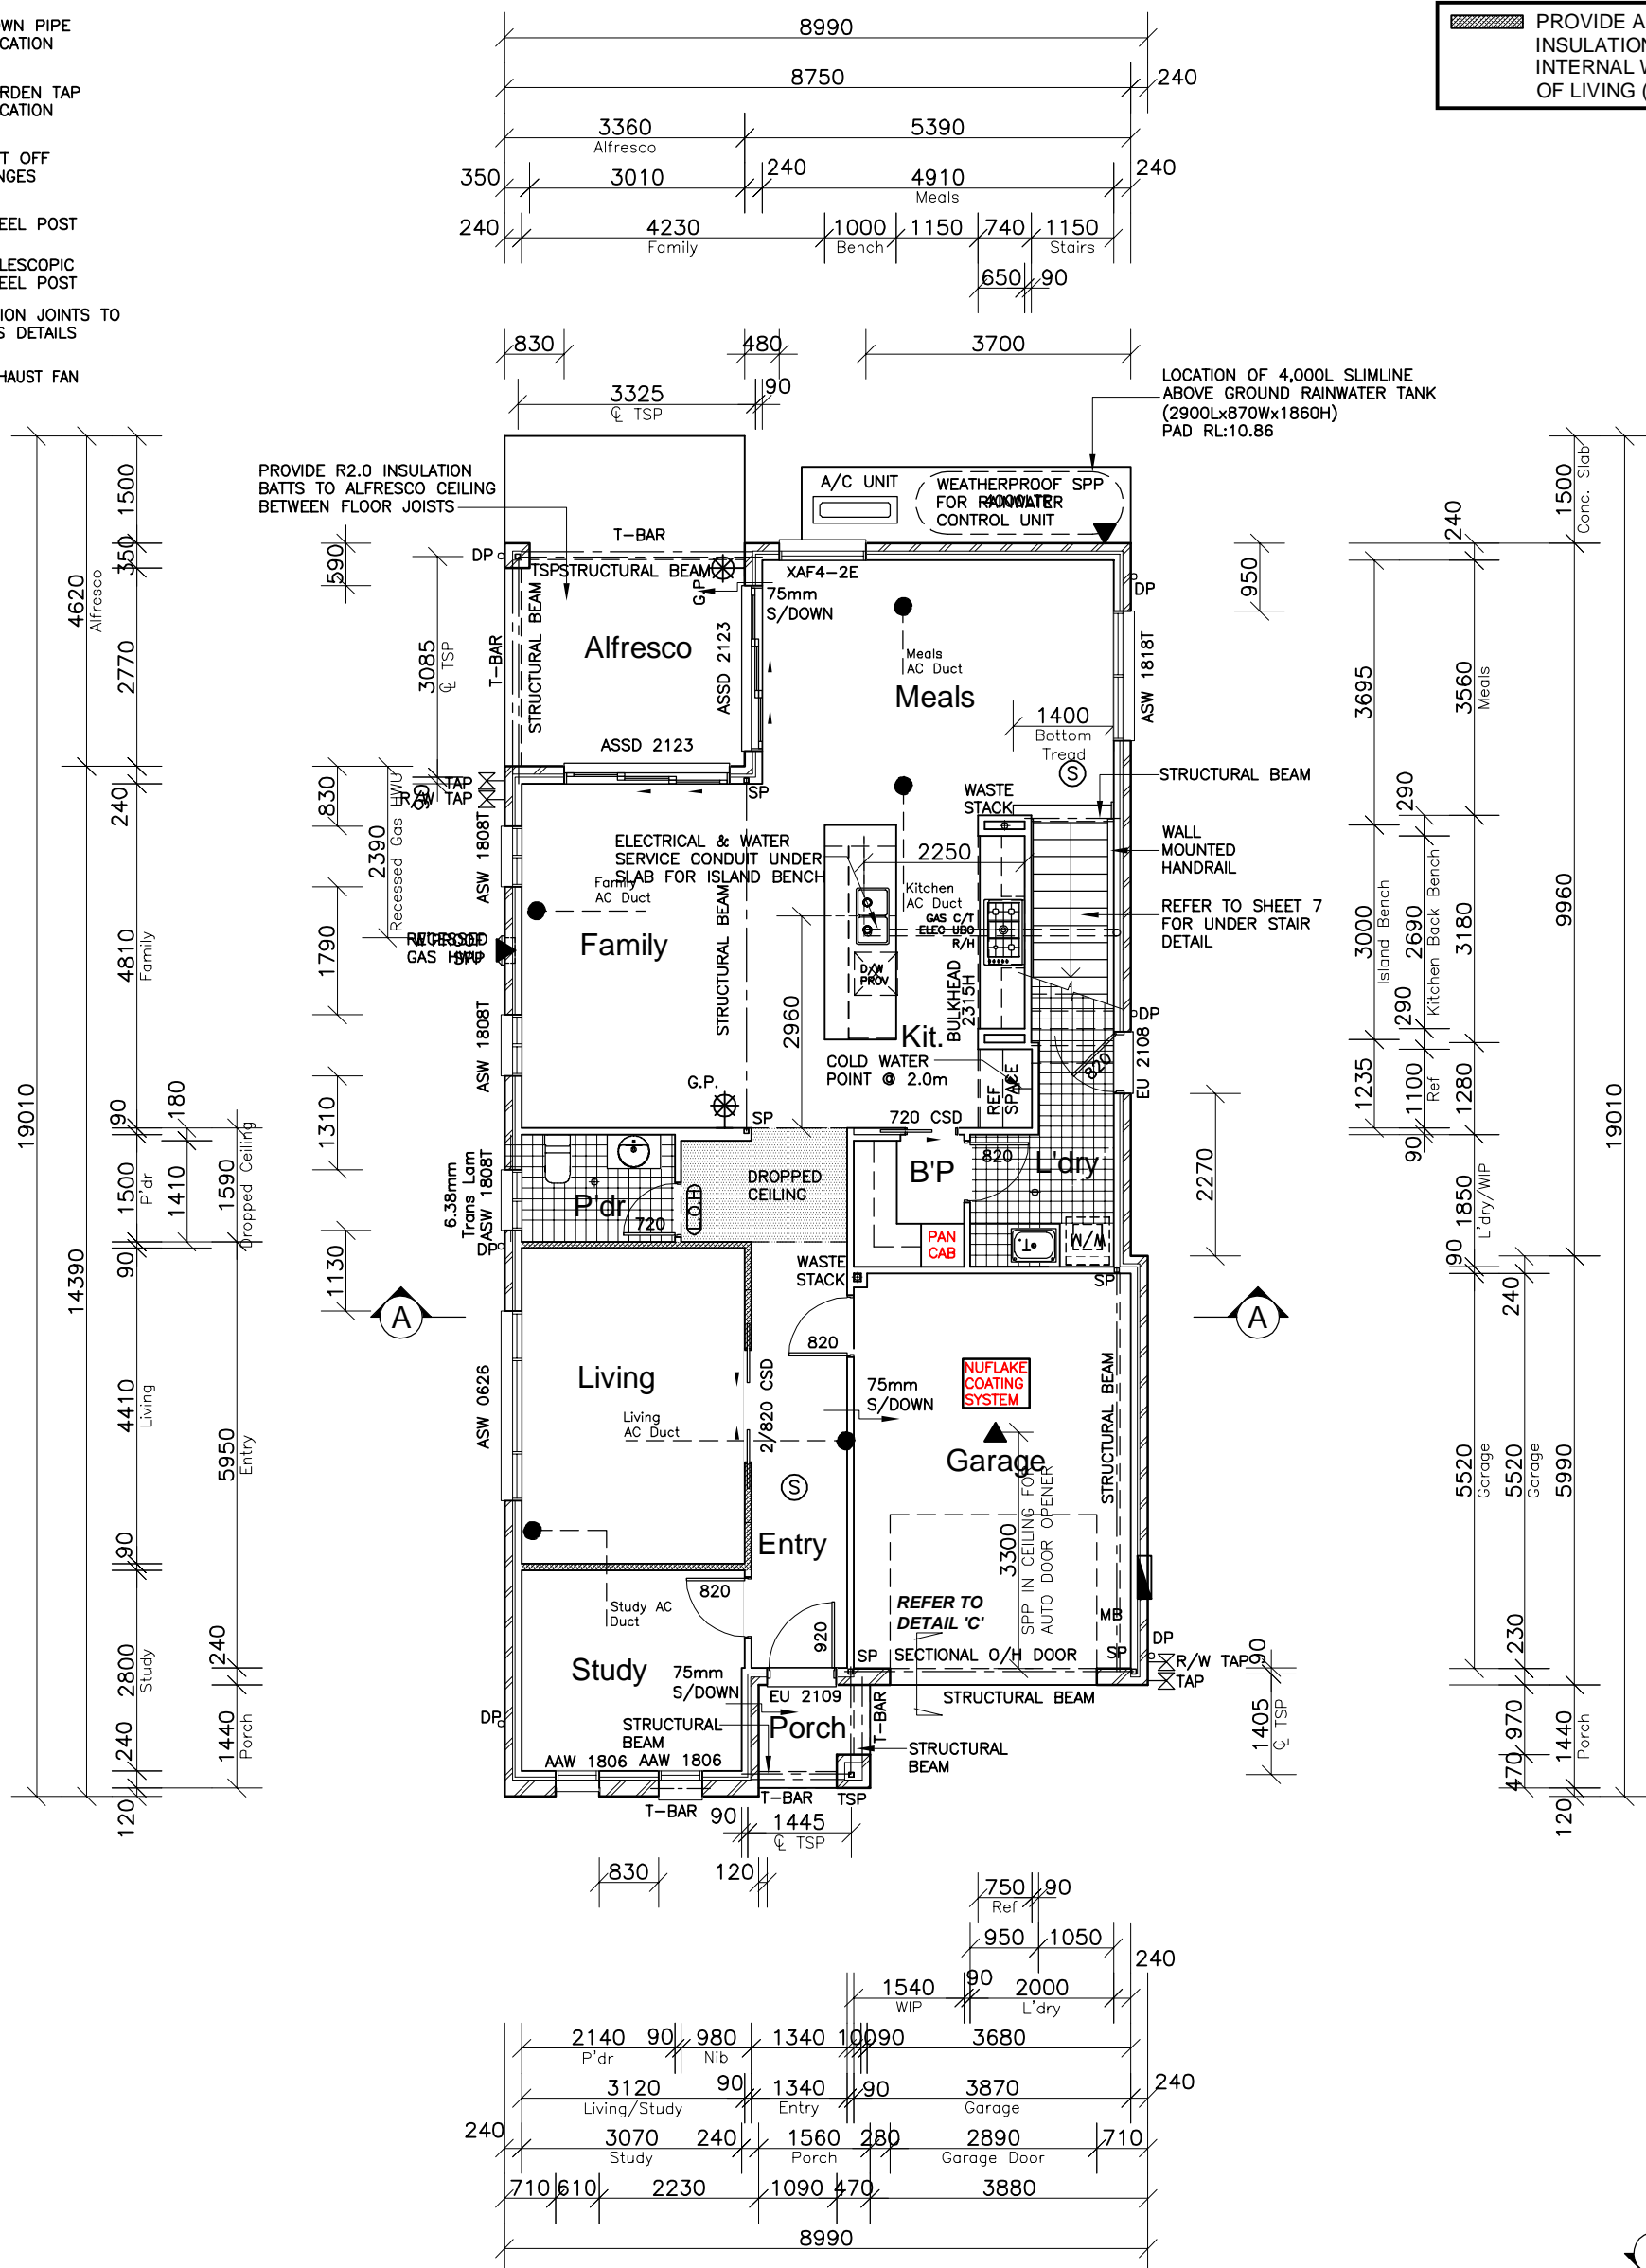 OWN PIPE
CATION
RDEN TAP
CATION
T OFF
NGES
EEL POST
LESCOPIC
EEL POST
ION JOINTS TO
S DETAILS
HAUST FAN
PROVIDE A
INSULATION
INTERNAL W
OF LIVING (
8990
8750
240
3360
Alfresco
5390
350
3010
240
4910
Meals
240
240
4230
Family
1000
Bench
1150
740
1150
Stairs
650
90
830
480
3700
3325
℄ TSP
90
LOCATION OF 4,000L SLIMLINE
ABOVE GROUND RAINWATER TANK
(2900Lx870Wx1860H)
PAD RL:10.86
PROVIDE R2.0 INSULATION
BATTS TO ALFRESCO CEILING
BETWEEN FLOOR JOISTS
A/C UNIT
WEATHERPROOF SPP
FOR RAINWATER
CONTROL UNIT
4000LTR
T-BAR
DP
TSP
STRUCTURAL BEAM
XAF4-2E
G.P.
75mm
S/DOWN
DP
STRUCTURAL BEAM
T-BAR
Alfresco
ASSD 2123
ASSD 2123
Meals
AC Duct
Meals
ASW 1818T
1400
Bottom
Tread
S
STRUCTURAL BEAM
TAP
R/W TAP
SP
WASTE
STACK
WALL
MOUNTED
HANDRAIL
ELECTRICAL & WATER
SERVICE CONDUIT UNDER
SLAB FOR ISLAND BENCH
2250
ASW 1808T
Family
AC Duct
Kitchen
AC Duct
GAS C/T
ELEC UBO
R/H
REFER TO SHEET 7
FOR UNDER STAIR
DETAIL
Family
STRUCTURAL BEAM
RECESSED
GAS HWU
W'PROOF
SPP
D/W
PROV
BULKHEAD
2315H
2960
Kit.
DP
EU 2108
820
ASW 1808T
COLD WATER
POINT @ 2.0m
REF
SPACE
G.P.
SP
720 CSD
6.38mm
Trans Lam
ASW 1808T
P'dr
720
L.O.H
DROPPED
CEILING
B'P
820
L'dry
PAN
CAB
T
W/M
DP
WASTE
STACK
SP
A
A
820
Living
Living
AC Duct
ASW 0626
2/820 CSD
75mm
S/DOWN
NUFLAKE
COATING
SYSTEM
Garage
STRUCTURAL BEAM
S
Entry
3300
SPP IN CEILING FOR
AUTO DOOR OPENER
820
920
Study AC
Duct
REFER TO
DETAIL 'C'
MB
DP
Study
75mm
S/DOWN
SP
SECTIONAL O/H DOOR
SP
R/W TAP
TAP
EU 2109
STRUCTURAL BEAM
DP
STRUCTURAL
BEAM
Porch
T-BAR
STRUCTURAL
BEAM
AAW 1806
AAW 1806
T-BAR
T-BAR
TSP
90
1445
℄ TSP
830
120
19010
4620
Alfresco
14390
1500
350
2770
240
4810
Family
90
1500
P'dr
90
4410
Living
90
2800
Study
240
120
180
1410
1590
Dropped Ceiling
5950
Entry
240
1440
Porch
590
3085
℄ TSP
90
830
2390
Recessed Gas HWU
1790
1310
1130
950
2270
90
1405
℄ TSP
3695
3000
Island Bench
1235
290
2690
Kitchen Back Bench
290
1100
Ref
90
240
3560
Meals
3180
1280
1850
L'dry/WIP
90
5520
Garage
240
5520
Garage
230
970
470
1500
Conc. Slab
9960
5990
1440
Porch
120
19010
750
Ref
90
950
1050
240
1540
WIP
90
2000
L'dry
2140
P'dr
90
980
Nib
1340
100
90
3680
3120
Living/Study
90
1340
Entry
90
3870
Garage
240
240
3070
Study
240
1560
Porch
280
2890
Garage Door
710
710
610
2230
1090
470
3880
8990